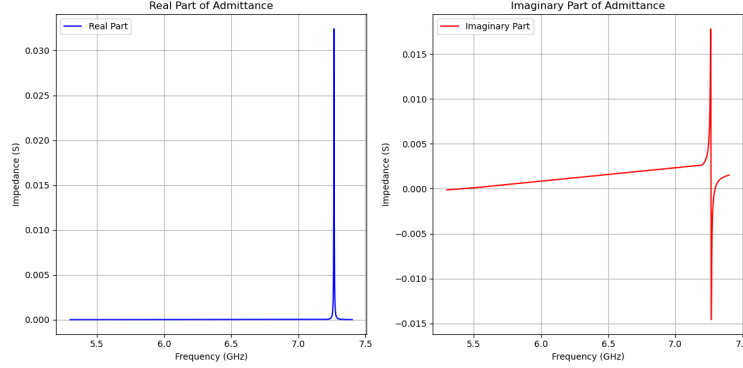 Real Part of Admittance
Real Part
0.030
0.025
0.020
0.015
0.010
0.005
0.000
Impedance (S)
5.5
6.0
6.5
7.0
7.5
Frequency (GHz)
Imaginary Part of Admittance
Imaginary Part
0.015
0.010
0.005
0.000
−0.005
−0.010
−0.015
Impedance (S)
5.5
6.0
6.5
7.0
Frequency (GHz)